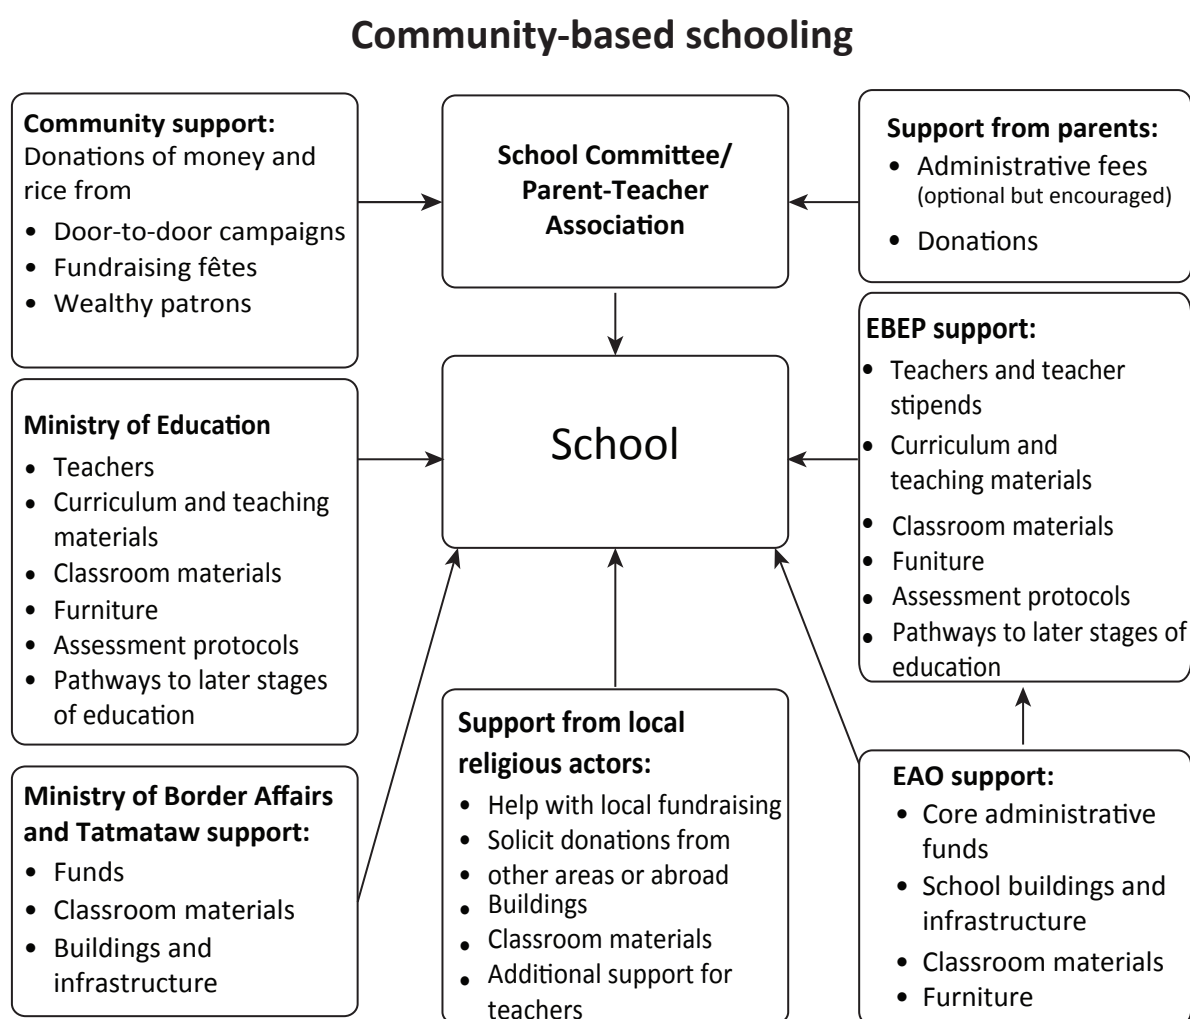 Community-based schooling
Community support:
Donations of money and
rice from
• Door-to-door campaigns
• Fundraising fêtes
• Wealthy patrons
School Committee/
Parent-Teacher
Association
Support from parents:
• Administrative fees
(optional but encouraged)
• Donations
Ministry of Education
• Teachers
• Curriculum and teaching
materials
• Classroom materials
• Furniture
• Assessment protocols
• Pathways to later stages
of education
School
EBEP support:
• Teachers and teacher
stipends
• Curriculum and
teaching materials
• Classroom materials
• Funiture
• Assessment protocols
• Pathways to later stages of
education
Ministry of Border Affairs
and Tatmataw support:
• Funds
• Classroom materials
• Buildings and
infrastructure
Support from local
religious actors:
• Help with local fundraising
• Solicit donations from
• other areas or abroad
• Buildings
• Classroom materials
• Additional support for
teachers
EAO support:
• Core administrative
funds
• School buildings and
infrastructure
• Classroom materials
• Furniture